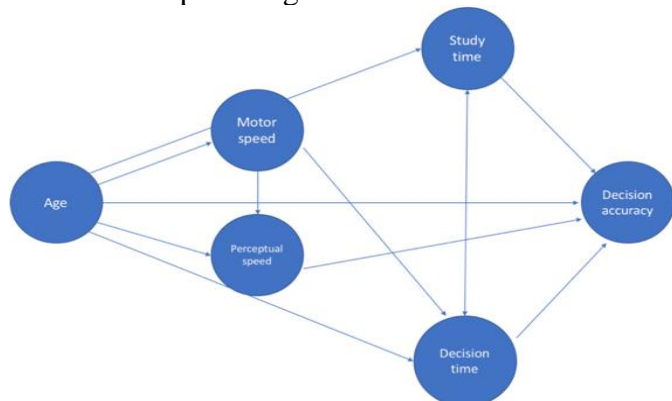 Study
time
Motor
speed
Age
Decision
accuracy
Perceptual
speed
Decision
time